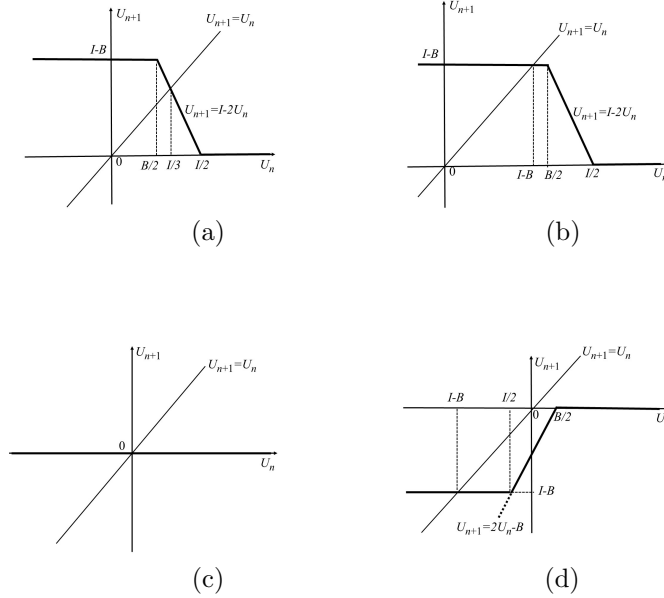 U_{n+1}
U_{n+1}=U_n
I-B
U_{n+1}=I-2U_n
0
B/2 I/3 I/2 U_n
(a)
U_{n+1}
U_{n+1}=U_n
I-B
U_{n+1}=I-2U_n
0
I-B B/2 I/2 U_n
(b)
U_{n+1}
U_{n+1}=U_n
0
U_n
(c)
U_{n+1}
U_{n+1}=U_n
I-B I/2
0 B/2 U
I-B
U_{n+1}=2U_n-B
(d)